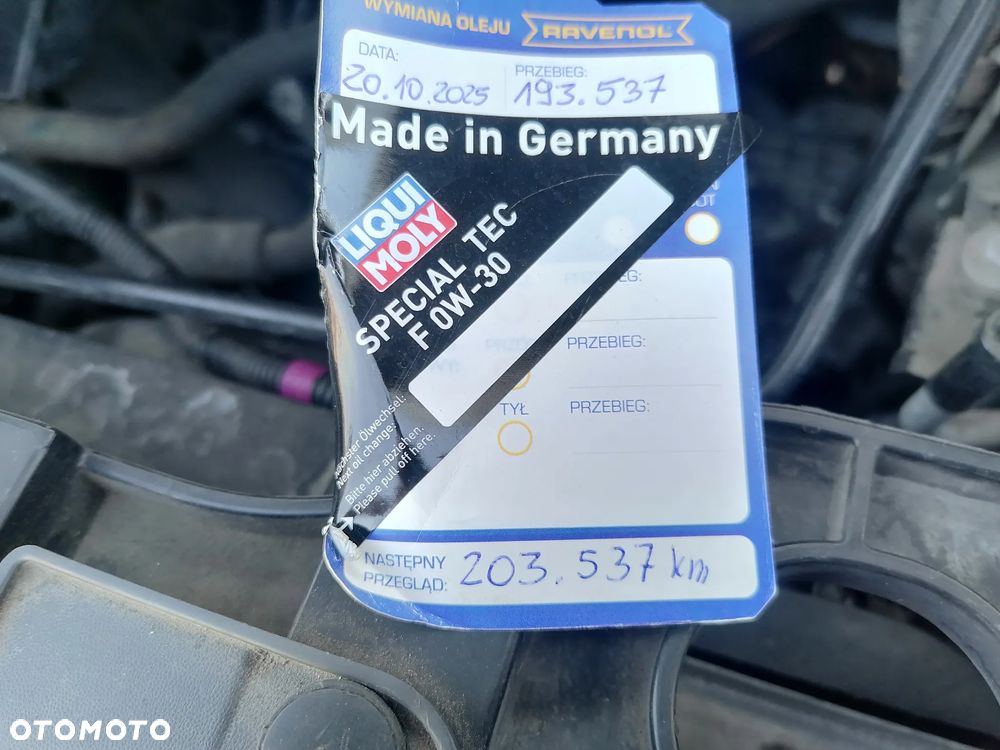 WYMIANA OLEJU RAVENOL
DATA: PRZEBIEG:
20.10.2025 193.537
Made in Germany
LIQUI
MOLY
SPECIAL TEC
F 0W-30
PRZEBIEG:
PRZEBIEG:
TYŁ PRZEBIEG:
Nächster Ölwechsel:
Next oil change:
Bitte hier abziehen.
Please pull off here.
NASTĘPNY
PRZEGLĄD: 203.537 km
OTOMOTO